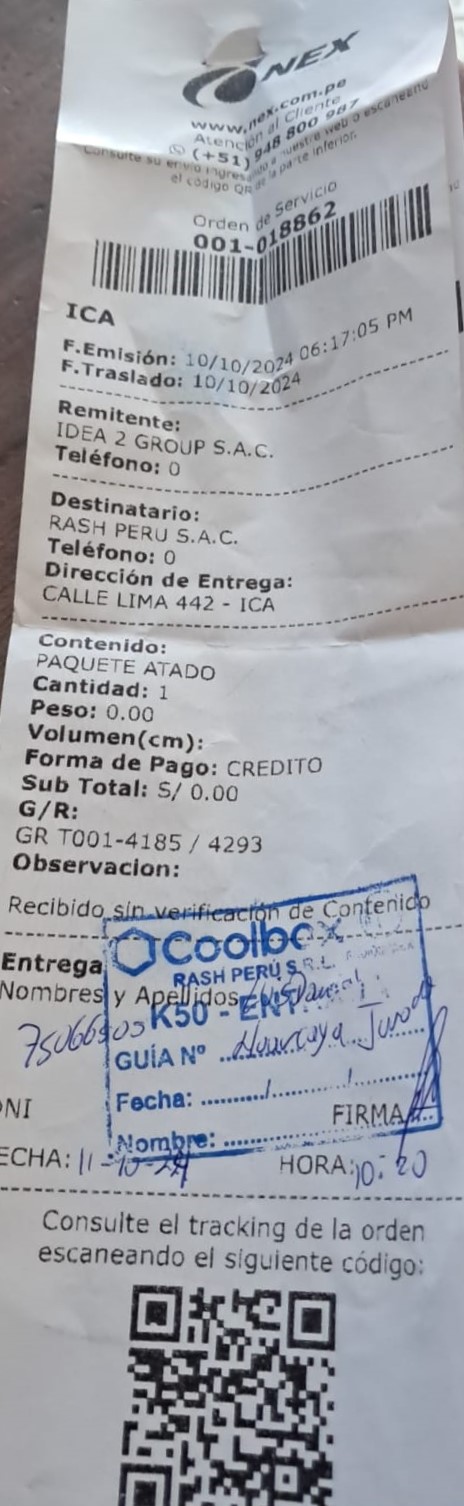 NEX
www.nex.com.pe
Atención al Cliente
(+51) 948 800 987
Consulte su envío ingresando a nuestra web o escaneando
el código QR de la parte inferior.
Orden de Servicio
001-018862
ICA
F.Emisión: 10/10/2024 06:17:05 PM
F.Traslado: 10/10/2024
Remitente:
IDEA 2 GROUP S.A.C.
Teléfono: 0
Destinatario:
RASH PERU S.A.C.
Teléfono: 0
Dirección de Entrega:
CALLE LIMA 442 - ICA
Contenido:
PAQUETE ATADO
Cantidad: 1
Peso: 0.00
Volumen(cm):
Forma de Pago: CREDITO
Sub Total: S/ 0.00
G/R:
GR T001-4185 / 4293
Observacion:
Recibido sin verificación de Contenido
Coolbox
RASH PERÚ S.R.L.
Entrega
Nombres y Apellidos
K50 - ENT.
GUÍA Nº
Fecha: ........../............/............
NI
FIRMA
Nombre: ....................
ECHA: 11-10-24 HORA: 10:20
Consulte el tracking de la orden
escaneando el siguiente código: